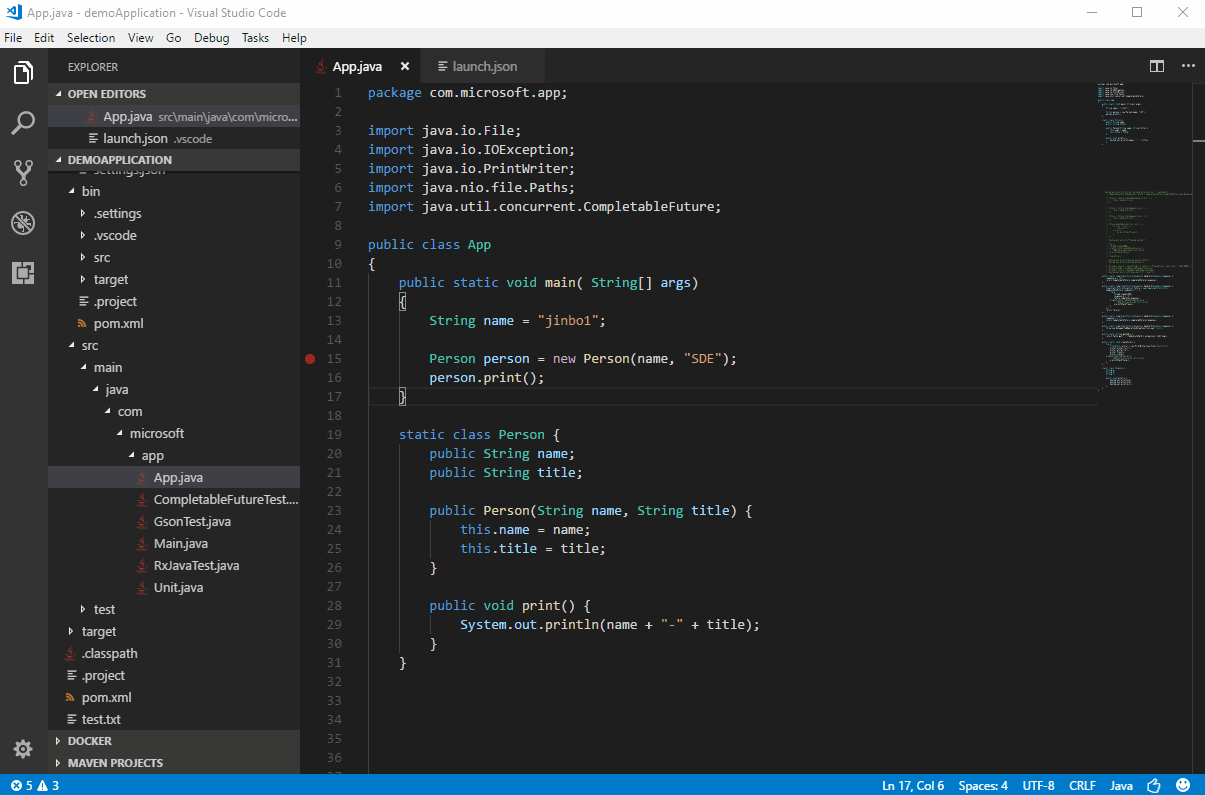 App.java - demoApplication - Visual Studio Code
File Edit Selection View Go Debug Tasks Help
EXPLORER
OPEN EDITORS
App.java src\main\java\com\micro...
launch.json .vscode
DEMOAPPLICATION
settings.json
bin
.settings
.vscode
src
target
.project
pom.xml
src
main
java
com
microsoft
app
App.java
CompletableFutureTest....
GsonTest.java
Main.java
RxJavaTest.java
Unit.java
test
target
.classpath
.project
pom.xml
test.txt
DOCKER
MAVEN PROJECTS
App.java launch.json
1 package com.microsoft.app;
2
3 import java.io.File;
4 import java.io.IOException;
5 import java.io.PrintWriter;
6 import java.nio.file.Paths;
7 import java.util.concurrent.CompletableFuture;
8
9 public class App
10 {
11     public static void main( String[] args)
12     {
13         String name = "jinbo1";
14
15         Person person = new Person(name, "SDE");
16         person.print();
17     }
18
19     static class Person {
20         public String name;
21         public String title;
22
23         public Person(String name, String title) {
24             this.name = name;
25             this.title = title;
26         }
27
28         public void print() {
29             System.out.println(name + "-" + title);
30         }
31     }
32
33
34
35
36
5 3 Ln 17, Col 6 Spaces: 4 UTF-8 CRLF Java